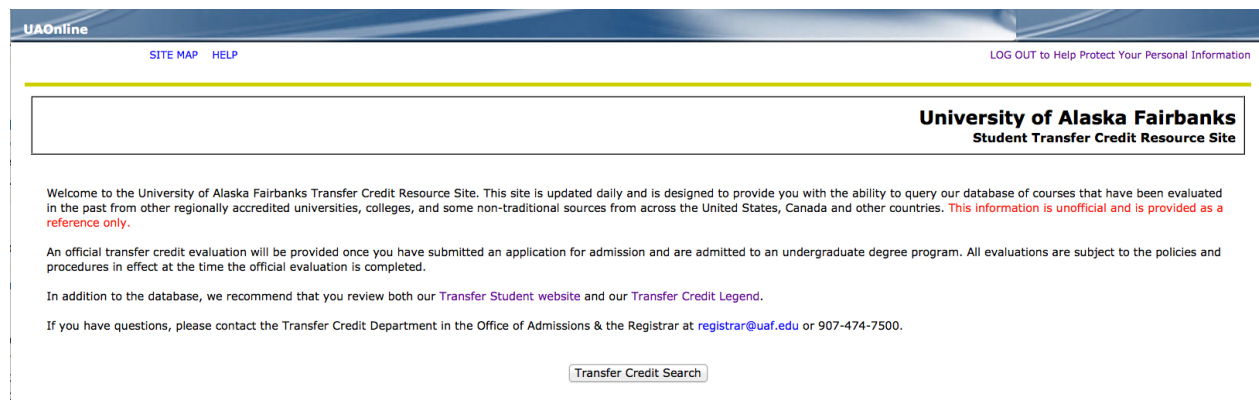 UAOnline
SITE MAP HELP
LOG OUT to Help Protect Your Personal Information
University of Alaska Fairbanks
Student Transfer Credit Resource Site
Welcome to the University of Alaska Fairbanks Transfer Credit Resource Site. This site is updated daily and is designed to provide you with the ability to query our database of courses that have been evaluated
in the past from other regionally accredited universities, colleges, and some non-traditional sources from across the United States, Canada and other countries. This information is unofficial and is provided as a
reference only.
An official transfer credit evaluation will be provided once you have submitted an application for admission and are admitted to an undergraduate degree program. All evaluations are subject to the policies and
procedures in effect at the time the official evaluation is completed.
In addition to the database, we recommend that you review both our Transfer Student website and our Transfer Credit Legend.
If you have questions, please contact the Transfer Credit Department in the Office of Admissions & the Registrar at registrar@uaf.edu or 907-474-7500.
Transfer Credit Search